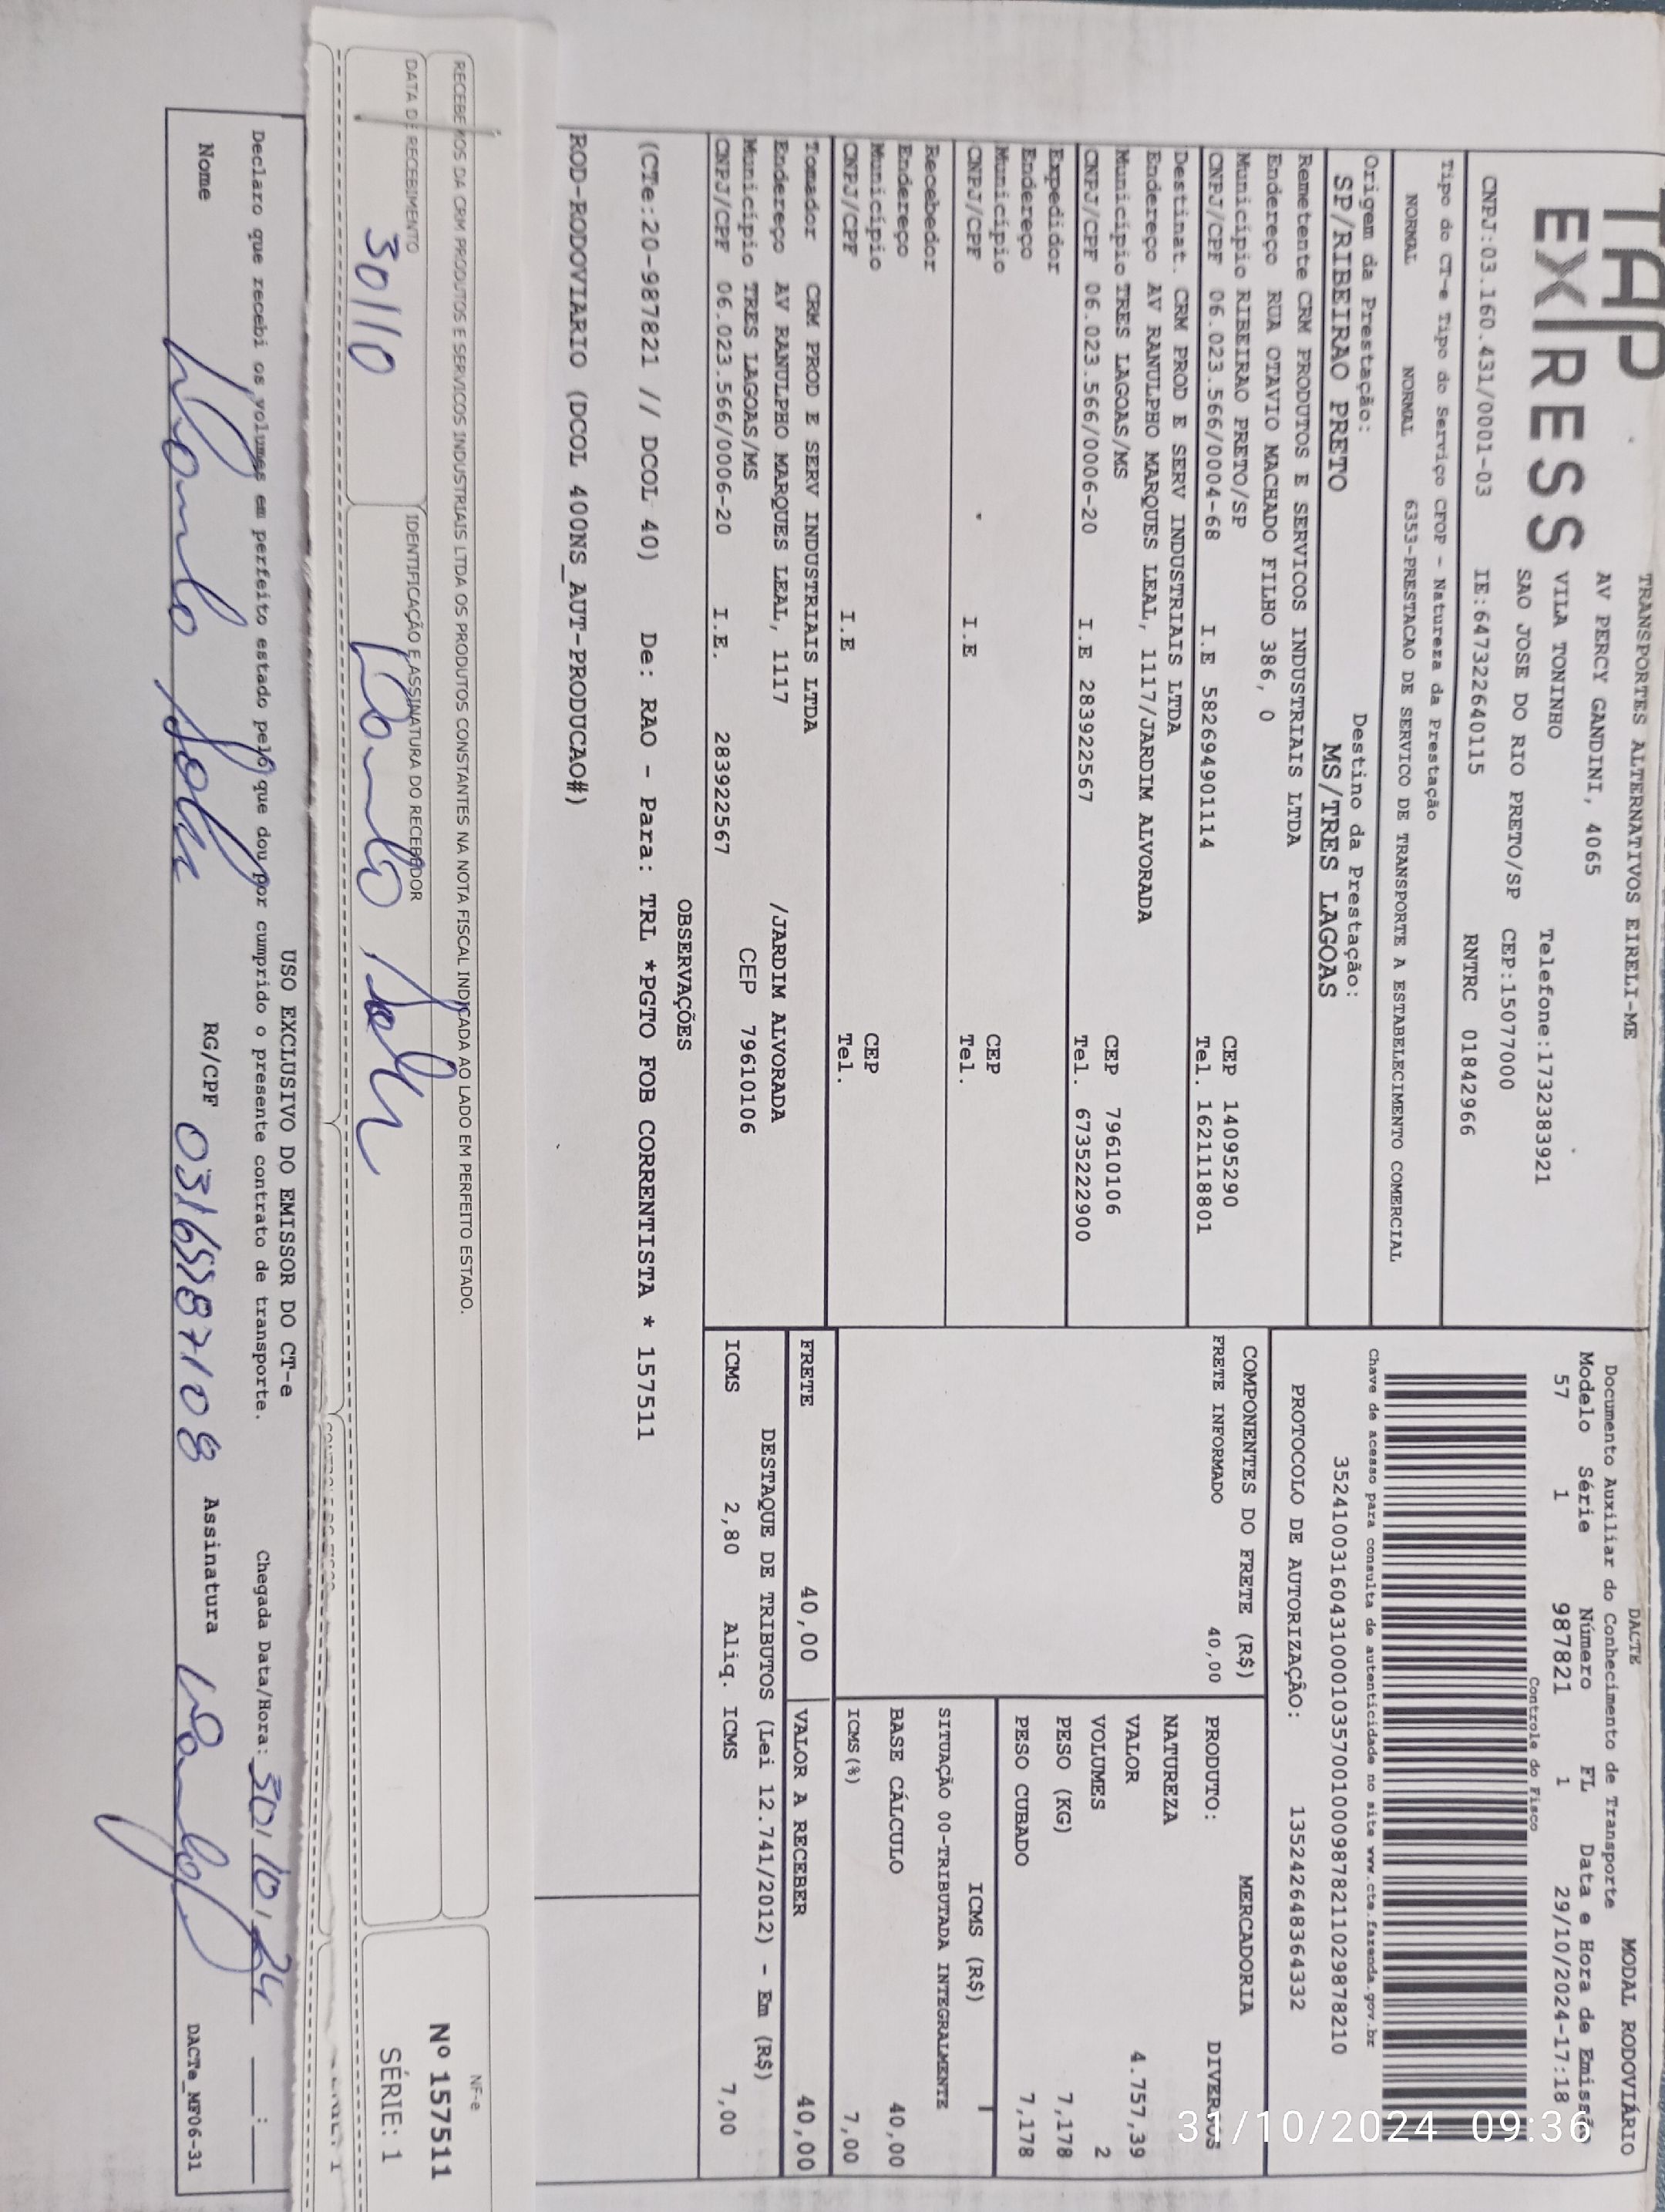 TAP
EXPRESS
TRANSPORTES ALTERNATIVOS EIRELI-ME
AV PERCY GANDINI, 4065
VILA TONINHO Telefone:1732383921
SAO JOSE DO RIO PRETO/SP CEP:15077000
CNPJ:03.160.431/0001-03 IE:647322640115 RNTRC 01842966
Tipo do CT-e Tipo do Serviço CFOP - Natureza da Prestação
NORMAL NORMAL 6353-PRESTACAO DE SERVICO DE TRANSPORTE A ESTABELECIMENTO COMERCIAL
Origem da Prestação: Destino da Prestação:
SP/RIBEIRAO PRETO MS/TRES LAGOAS
Remetente CRM PRODUTOS E SERVICOS INDUSTRIAIS LTDA
Endereço RUA OTAVIO MACHADO FILHO 386, 0
Município RIBEIRAO PRETO/SP CEP 14095290
CNPJ/CPF 06.023.566/0004-68 I.E 582694901114 Tel. 1621118801
Destinat. CRM PROD E SERV INDUSTRIAIS LTDA
Endereço AV RANULPHO MARQUES LEAL, 1117/JARDIM ALVORADA
Município TRES LAGOAS/MS CEP 79610106
CNPJ/CPF 06.023.566/0006-20 I.E 283922567 Tel. 6735222900
Expedidor
Endereço
Município CEP
CNPJ/CPF I.E Tel.
Recebedor
Endereço
Município CEP
CNPJ/CPF I.E Tel.
Tomador CRM PROD E SERV INDUSTRIAIS LTDA
Endereço AV RANULPHO MARQUES LEAL, 1117 /JARDIM ALVORADA
Município TRES LAGOAS/MS CEP 79610106
CNPJ/CPF 06.023.566/0006-20 I.E. 283922567
DACTE MODAL RODOVIÁRIO
Documento Auxiliar do Conhecimento de Transporte
Modelo Série Número FL Data e Hora de Emissão
57 1 987821 1 29/10/2024-17:18
Controle do Fisco
Chave de acesso para consulta de autenticidade no site www.cte.fazenda.gov.br
35241003160431000103570010009878211029878210
PROTOCOLO DE AUTORIZAÇÃO: 135242648364332
COMPONENTES DO FRETE (R$)
FRETE INFORMADO 40,00
MERCADORIA
PRODUTO: DIVERSOS
NATUREZA
VALOR 4.757,39
VOLUMES 2
PESO (KG) 7,178
PESO CUBADO 7,178
ICMS (R$)
SITUAÇÃO 00-TRIBUTADA INTEGRALMENTE
BASE CÁLCULO 40,00
ICMS(%) 7,00
FRETE 40,00 VALOR A RECEBER 40,00
DESTAQUE DE TRIBUTOS (Lei 12.741/2012) - Em (R$)
ICMS 2,80 Aliq. ICMS 7,00
OBSERVAÇÕES
(CTe:20-987821 // DCOL 40) De: RAO - Para: TRL *PGTO FOB CORRENTISTA * 157511
ROD-RODOVIARIO (DCOL 400NS_AUT-PRODUCAO#)
RECEBEMOS DA CRM PRODUTOS E SERVICOS INDUSTRIAIS LTDA OS PRODUTOS CONSTANTES NA NOTA FISCAL INDICADA AO LADO EM PERFEITO ESTADO.
DATA DE RECEBIMENTO IDENTIFICAÇÃO E ASSINATURA DO RECEBEDOR
30/10
NF-e
Nº 157511
SÉRIE: 1
USO EXCLUSIVO DO EMISSOR DO CT-e
Declaro que recebi os volumes em perfeito estado pelo que dou por cumprido o presente contrato de transporte. Chegada Data/Hora: 30/10/24 __:__
Nome RG/CPF 03165887108 Assinatura
DACTe_MF06-31
31/10/2024 09:36